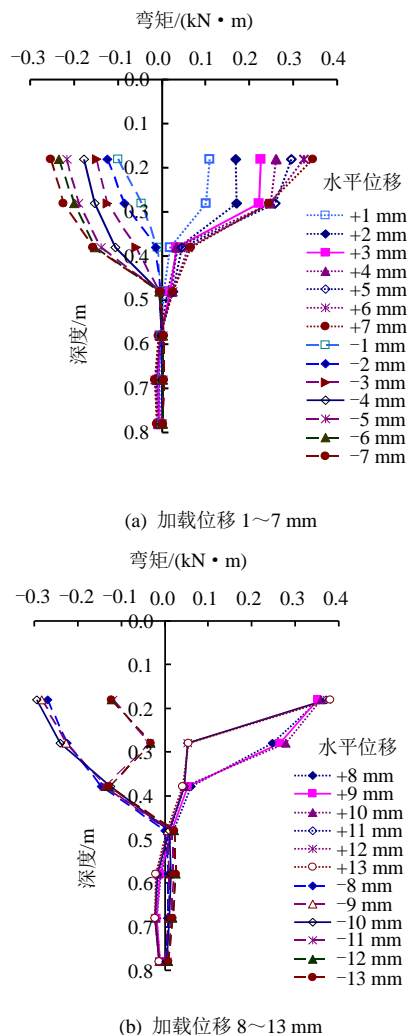 弯矩/(kN·m)
−0.3 −0.2 −0.1 0 0.1 0.2 0.3 0.4
0.0
0.1
0.2
0.3
0.4
0.5
0.6
0.7
0.8
深度/m
水平位移
+1 mm
+2 mm
+3 mm
+4 mm
+5 mm
+6 mm
+7 mm
−1 mm
−2 mm
−3 mm
−4 mm
−5 mm
−6 mm
−7 mm
(a) 加载位移 1～7 mm
弯矩/(kN·m)
−0.3 −0.2 −0.1 0 0.1 0.2 0.3 0.4
0.0
0.1
0.2
0.3
0.4
0.5
0.6
0.7
0.8
深度/m
水平位移
+8 mm
+9 mm
+10 mm
+11 mm
+12 mm
+13 mm
−8 mm
−9 mm
−10 mm
−11 mm
−12 mm
−13 mm
(b) 加载位移 8～13 mm